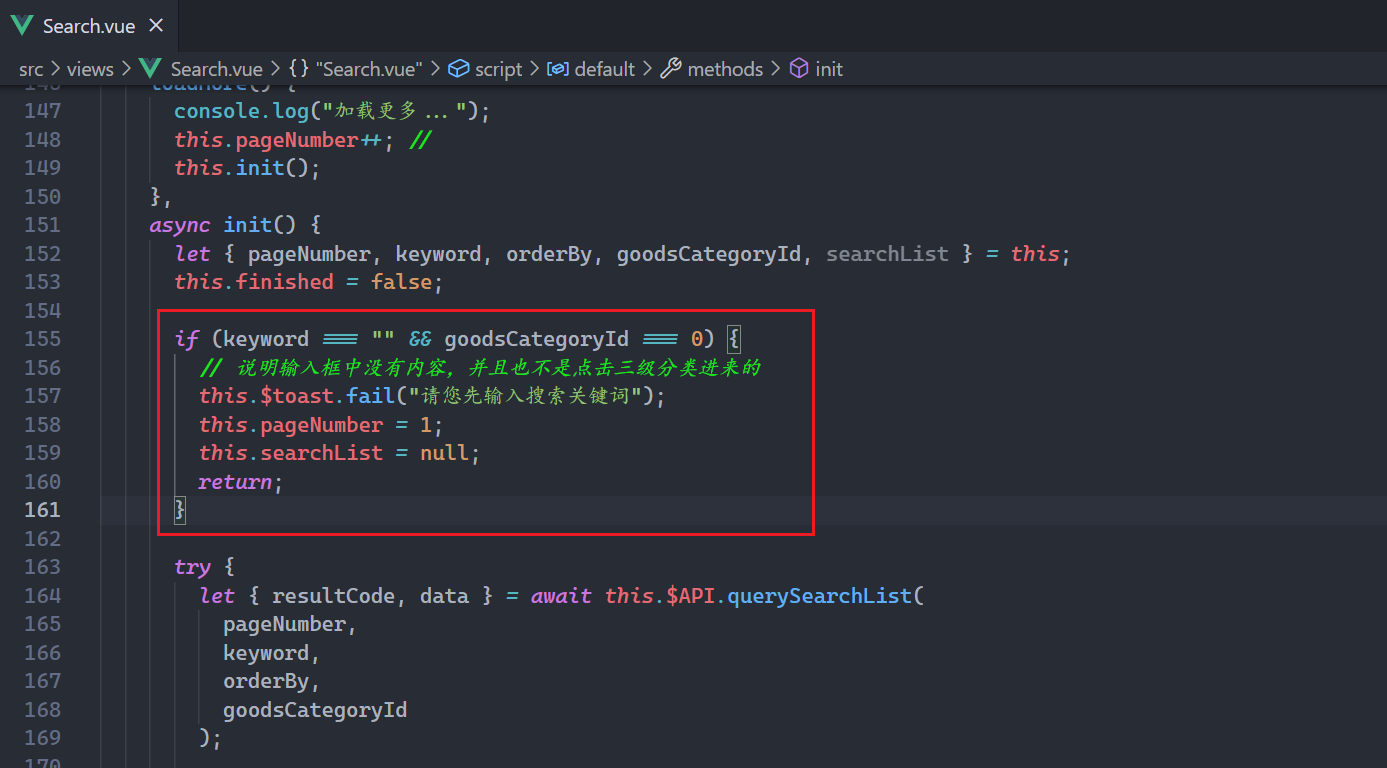 Search.vue ×
src > views > Search.vue > {} "Search.vue" > script > default > methods > init
147 console.log("加载更多...");
148 this.pageNumber++; //
149 this.init();
150 },
151 async init() {
152 let { pageNumber, keyword, orderBy, goodsCategoryId, searchList } = this;
153 this.finished = false;
154
155 if (keyword === "" && goodsCategoryId === 0) {
156 // 说明输入框中没有内容，并且也不是点击三级分类进来的
157 this.$toast.fail("请您先输入搜索关键词");
158 this.pageNumber = 1;
159 this.searchList = null;
160 return;
161 }
162
163 try {
164 let { resultCode, data } = await this.$API.querySearchList(
165 pageNumber,
166 keyword,
167 orderBy,
168 goodsCategoryId
169 );
170